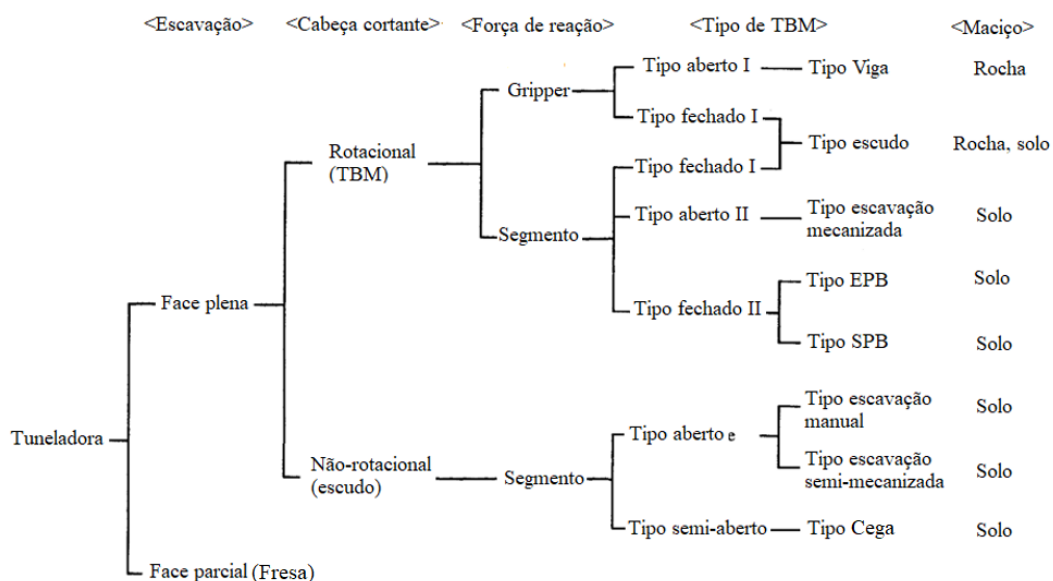 <Escavação> <Cabeça cortante> <Força de reação> <Tipo de TBM> <Maciço>
Tipo aberto I Tipo Viga Rocha
Gripper
Tipo fechado I
Rotacional
(TBM)
Tipo escudo Rocha, solo
Tipo fechado I
Segmento
Tipo aberto II Tipo escavação
mecanizada
Solo
Face plena
Tipo fechado II
Tipo EPB Solo
Tipo SPB Solo
Tuneladora
Não-rotacional
(escudo)
Segmento
Tipo aberto e
Tipo escavação
manual
Solo
Tipo escavação
semi-mecanizada
Solo
Tipo semi-aberto Tipo Cega Solo
Face parcial (Fresa)